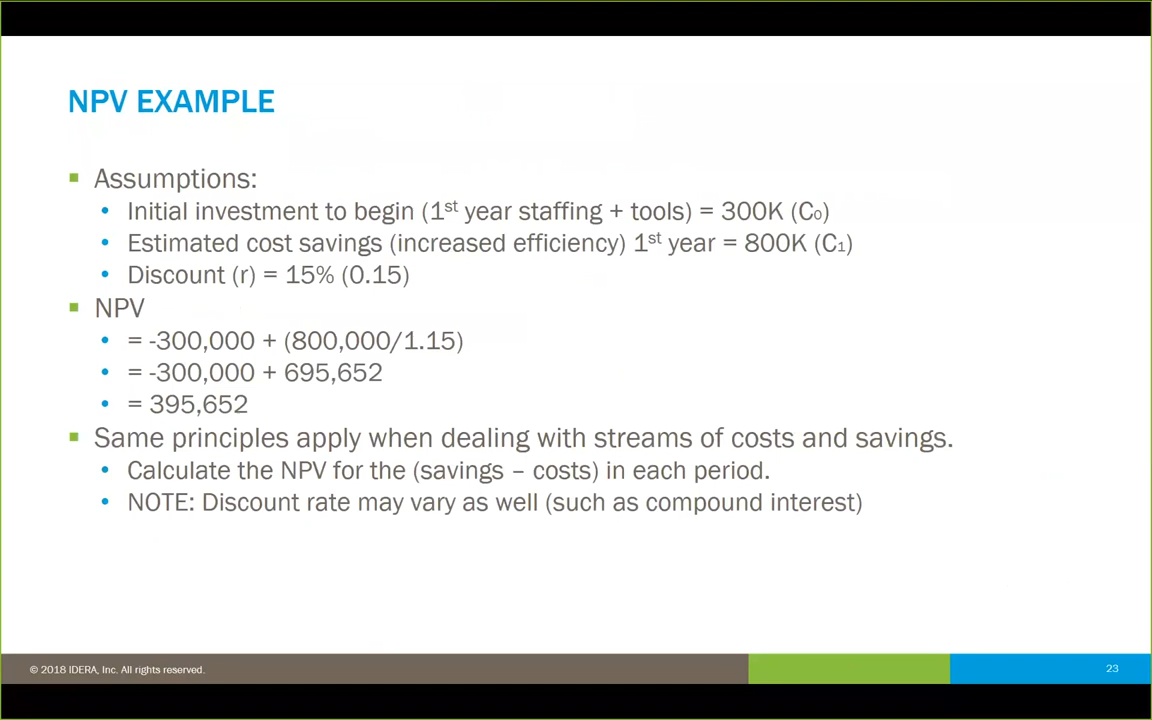 NPV EXAMPLE
▪ Assumptions:
• Initial investment to begin (1st year staffing + tools) = 300K (C₀)
• Estimated cost savings (increased efficiency) 1st year = 800K (C₁)
• Discount (r) = 15% (0.15)
▪ NPV
• = -300,000 + (800,000/1.15)
• = -300,000 + 695,652
• = 395,652
▪ Same principles apply when dealing with streams of costs and savings.
• Calculate the NPV for the (savings – costs) in each period.
• NOTE: Discount rate may vary as well (such as compound interest)
© 2018 IDERA, Inc. All rights reserved.
23